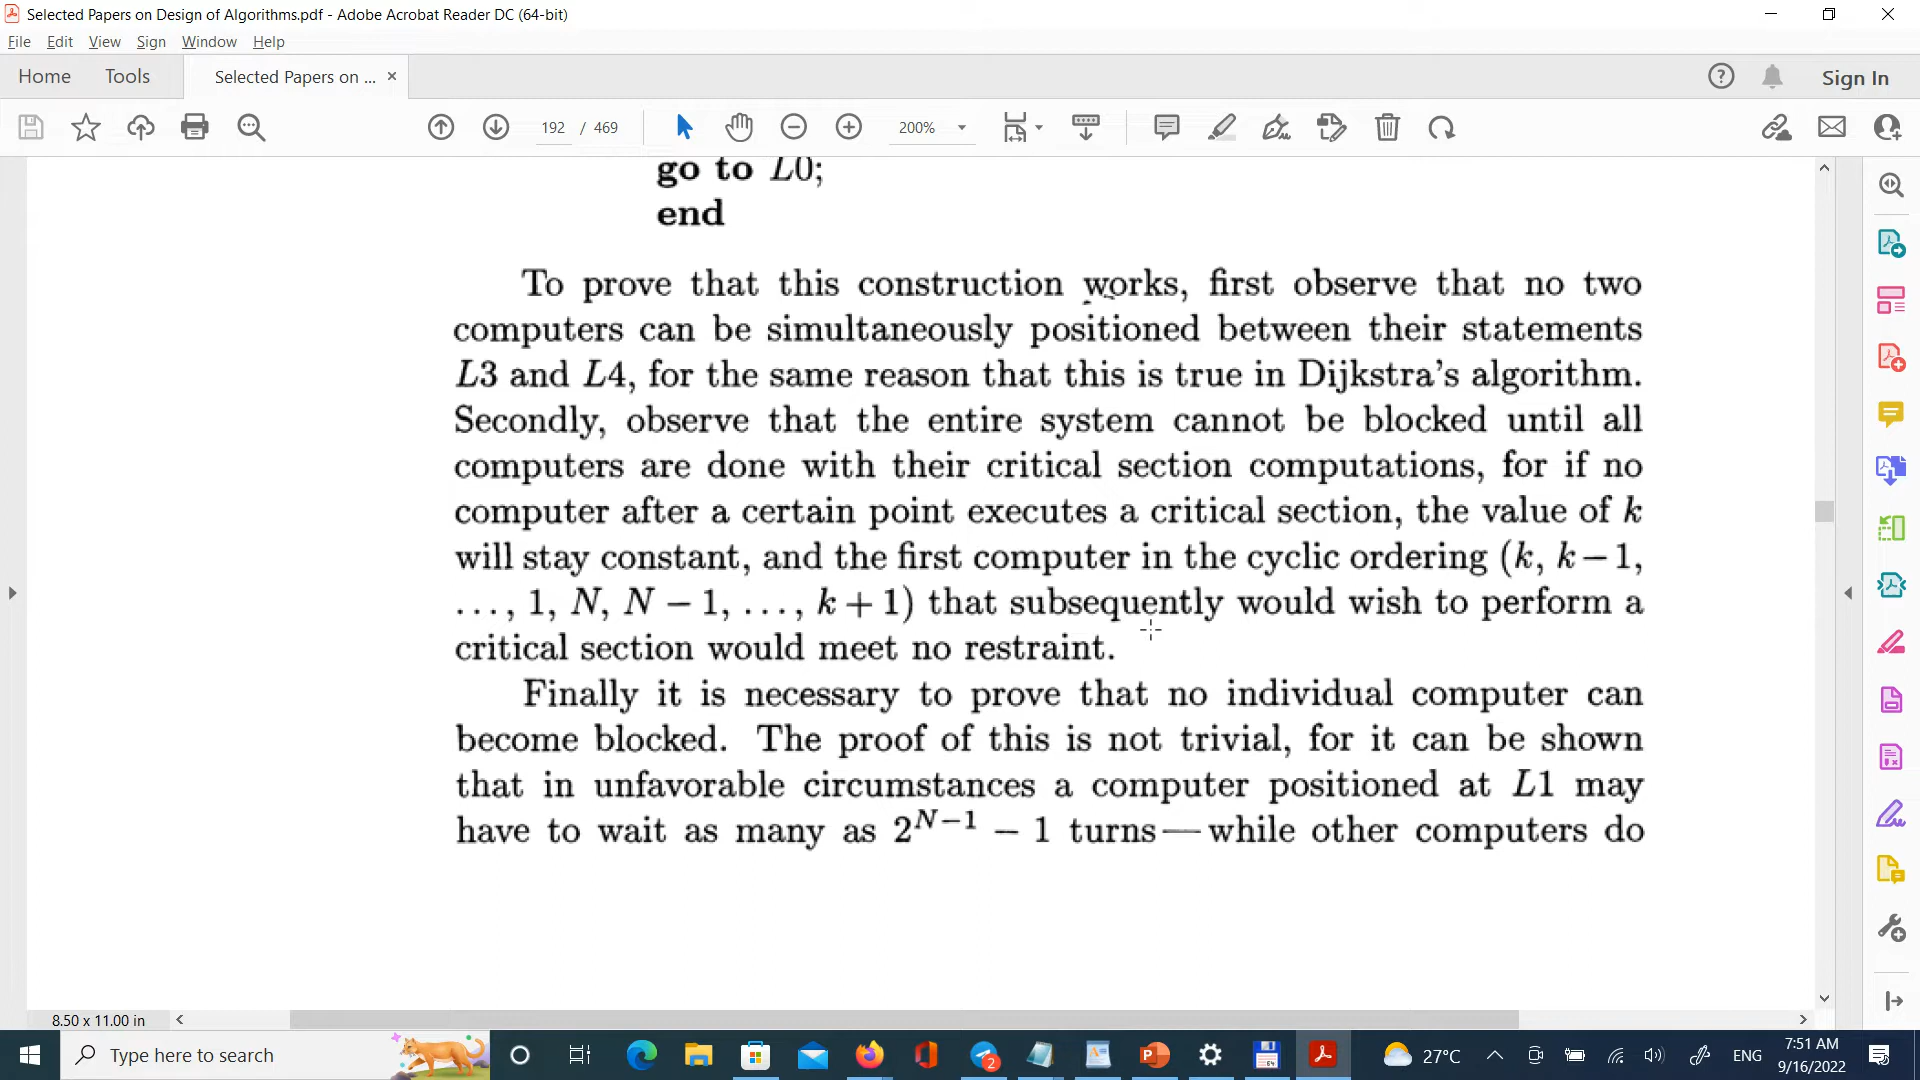 Selected Papers on Design of Algorithms.pdf - Adobe Acrobat Reader DC (64-bit)
File Edit View Sign Window Help
Home Tools Selected Papers on ... × Sign In
192 / 469 200%
go to L0;
end
To prove that this construction works, first observe that no two
computers can be simultaneously positioned between their statements
L3 and L4, for the same reason that this is true in Dijkstra's algorithm.
Secondly, observe that the entire system cannot be blocked until all
computers are done with their critical section computations, for if no
computer after a certain point executes a critical section, the value of k
will stay constant, and the first computer in the cyclic ordering (k, k−1,
..., 1, N, N − 1, ..., k + 1) that subsequently would wish to perform a
critical section would meet no restraint.
Finally it is necessary to prove that no individual computer can
become blocked. The proof of this is not trivial, for it can be shown
that in unfavorable circumstances a computer positioned at L1 may
have to wait as many as 2^{N−1} − 1 turns—while other computers do
8.50 x 11.00 in
Type here to search
2
27°C
ENG
7:51 AM
9/16/2022